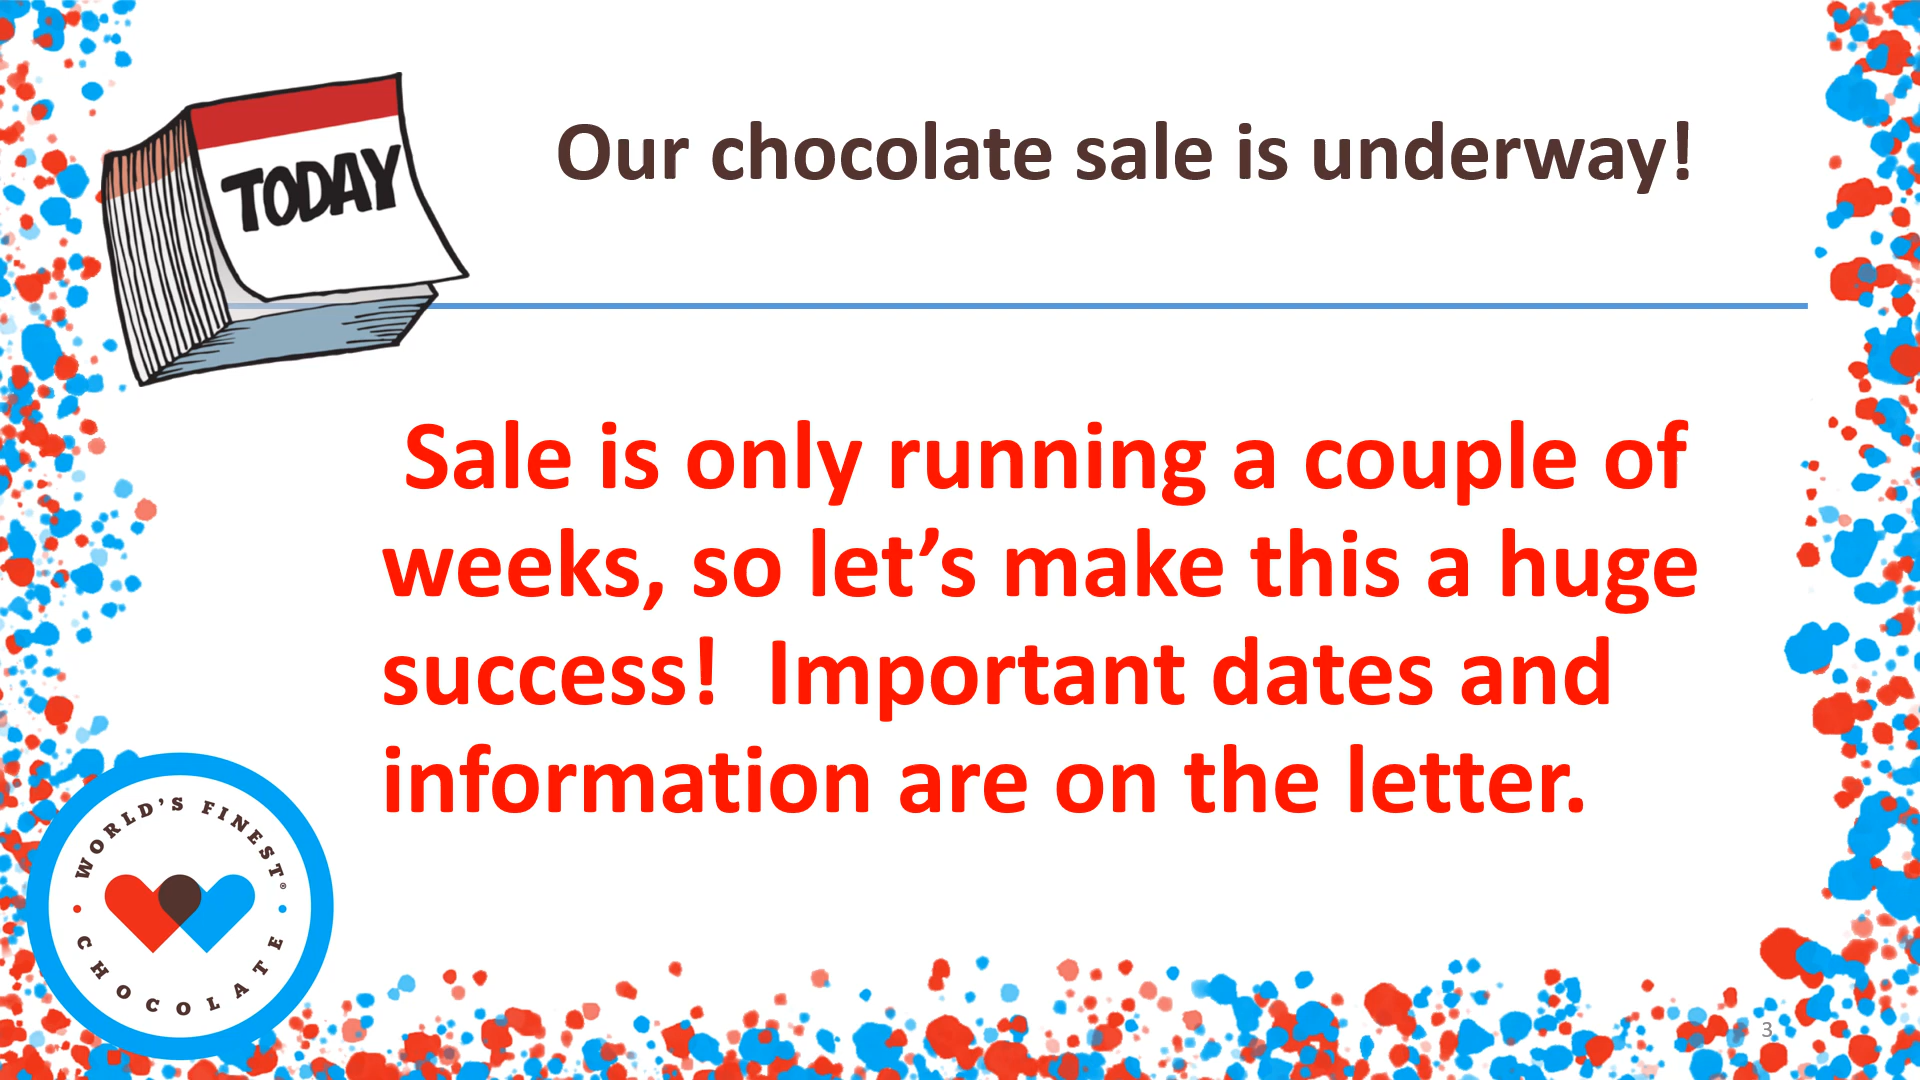 TODAY
Our chocolate sale is underway!
Sale is only running a couple of
weeks, so let’s make this a huge
success!  Important dates and
information are on the letter.
WORLD’S FINEST®
CHOCOLATE
3